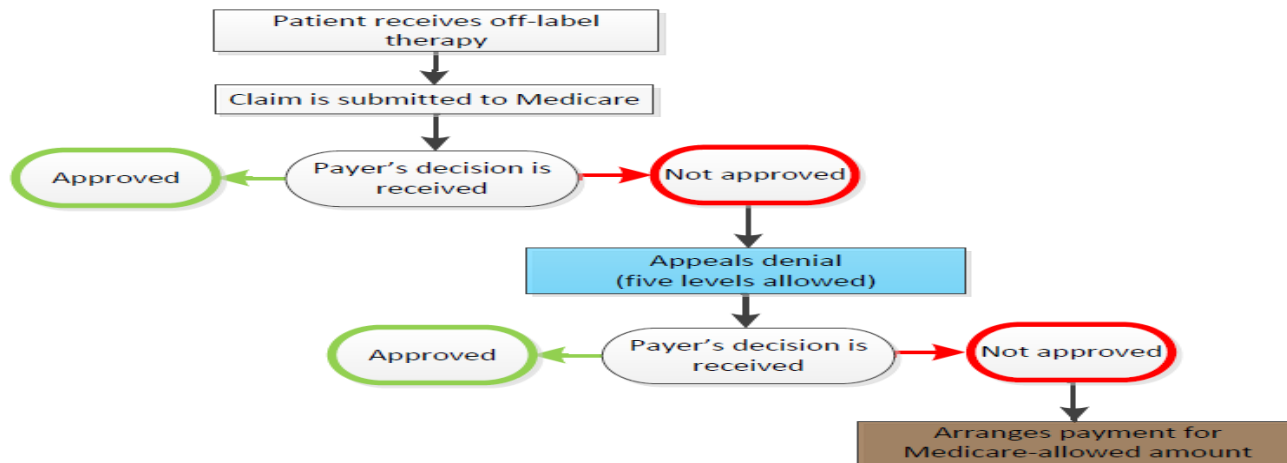 Patient receives off-label
therapy
Claim is submitted to Medicare
Approved
Payer’s decision is
received
Not approved
Appeals denial
(five levels allowed)
Approved
Payer’s decision is
received
Not approved
Arranges payment for
Medicare-allowed amount